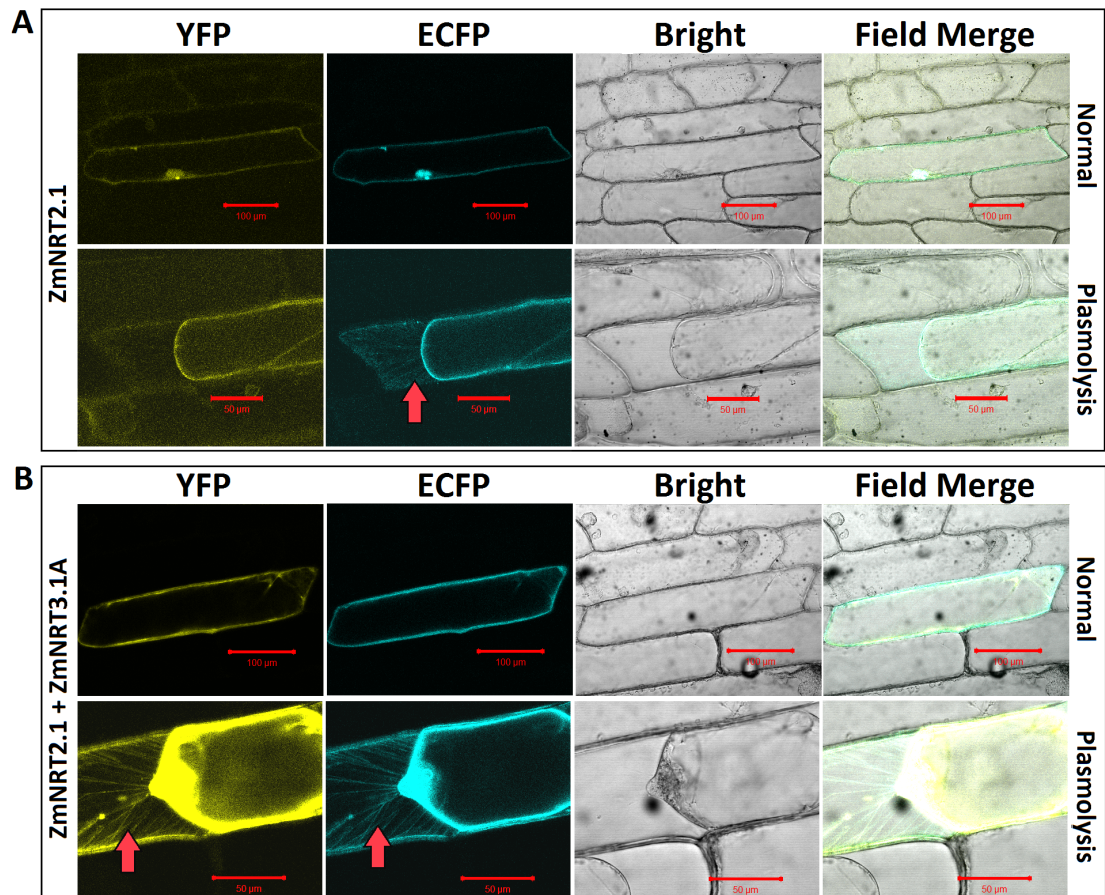 A
YFP ECFP Bright Field Merge
ZmNRT2.1
Normal
100 µm 100 µm 100 µm 100 µm
Plasmolysis
50 µm 50 µm 50 µm 50 µm
B
YFP ECFP Bright Field Merge
ZmNRT2.1 + ZmNRT3.1A
Normal
100 µm 100 µm 100 µm 100 µm
Plasmolysis
50 µm 50 µm 50 µm 50 µm